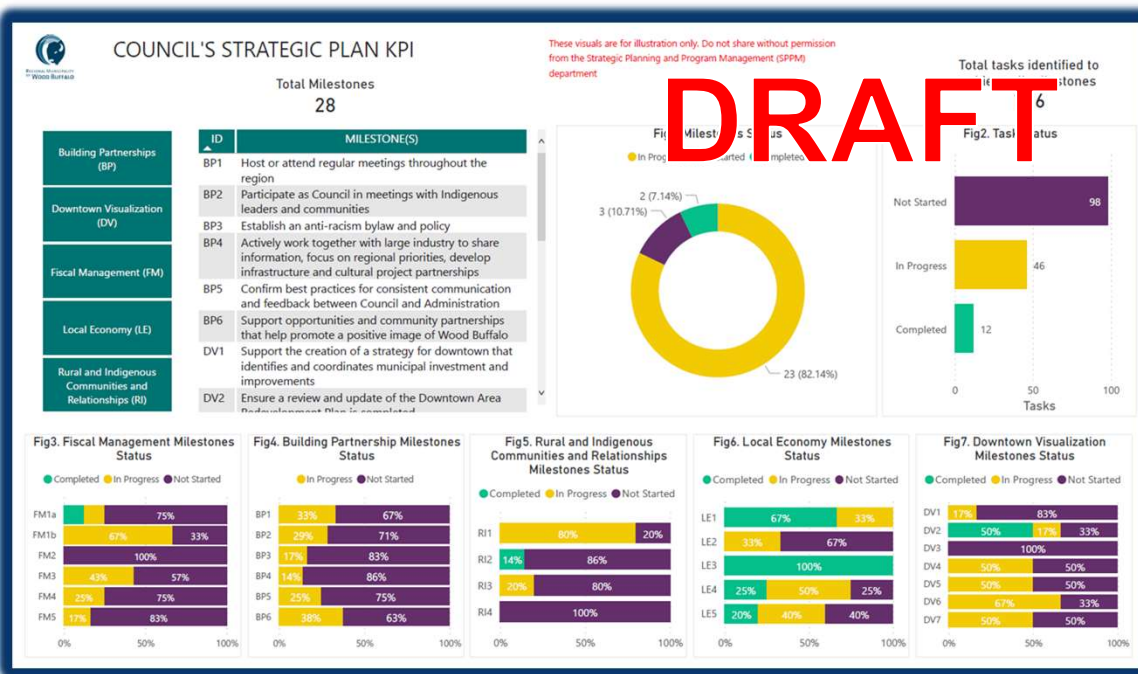 REGIONAL MUNICIPALITY
OF WOOD BUFFALO
COUNCIL'S STRATEGIC PLAN KPI
These visuals are for illustration only. Do not share without permission
from the Strategic Planning and Program Management (SPPM)
department
DRAFT
Total Milestones
28
Total tasks identified to
stones
6
Building Partnerships
(BP)
Downtown Visualization
(DV)
Fiscal Management (FM)
Local Economy (LE)
Rural and Indigenous
Communities and
Relationships (RI)
ID MILESTONE(S)
BP1 Host or attend regular meetings throughout the
region
BP2 Participate as Council in meetings with Indigenous
leaders and communities
BP3 Establish an anti-racism bylaw and policy
BP4 Actively work together with large industry to share
information, focus on regional priorities, develop
infrastructure and cultural project partnerships
BP5 Confirm best practices for consistent communication
and feedback between Council and Administration
BP6 Support opportunities and community partnerships
that help promote a positive image of Wood Buffalo
DV1 Support the creation of a strategy for downtown that
identifies and coordinates municipal investment and
improvements
DV2 Ensure a review and update of the Downtown Area
Redevelopment Plan is completed
Milestones Status
In Prog
2 (7.14%)
3 (10.71%)
23 (82.14%)
Fig2. Task Status
Not Started 98
In Progress 46
Completed 12
0 50 100
Tasks
Fig3. Fiscal Management Milestones
Status
Completed In Progress Not Started
FM1a 75%
FM1b 67% 33%
FM2 100%
FM3 43% 57%
FM4 25% 75%
FM5 17% 83%
0% 50% 100%
Fig4. Building Partnership Milestones
Status
In Progress Not Started
BP1 33% 67%
BP2 29% 71%
BP3 17% 83%
BP4 14% 86%
BP5 25% 75%
BP6 38% 63%
0% 50% 100%
Fig5. Rural and Indigenous
Communities and Relationships
Milestones Status
Completed In Progress Not Started
RI1 80% 20%
RI2 14% 86%
RI3 20% 80%
RI4 100%
0% 50% 100%
Fig6. Local Economy Milestones
Status
Completed In Progress Not Started
LE1 67% 33%
LE2 33% 67%
LE3 100%
LE4 25% 50% 25%
LE5 20% 40% 40%
0% 50% 100%
Fig7. Downtown Visualization
Milestones Status
Completed In Progress Not Started
DV1 17% 83%
DV2 50% 17% 33%
DV3 100%
DV4 50% 50%
DV5 50% 50%
DV6 67% 33%
DV7 50% 50%
0% 50% 100%